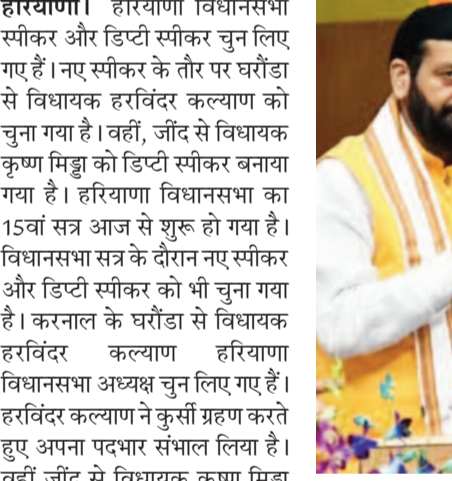 हरियाणा। हरियाणा विधानसभा
स्पीकर और डिप्टी स्पीकर चुन लिए
गए हैं। नए स्पीकर के तौर पर घरौंडा
से विधायक हरविंदर कल्याण को
चुना गया है। वहीं, जींद से विधायक
कृष्ण मिड्ढा को डिप्टी स्पीकर बनाया
गया है। हरियाणा विधानसभा का
15वां सत्र आज से शुरू हो गया है।
विधानसभा सत्र के दौरान नए स्पीकर
और डिप्टी स्पीकर को भी चुना गया
है। करनाल के घरौंडा से विधायक
हरविंदर कल्याण हरियाणा
विधानसभा अध्यक्ष चुन लिए गए हैं।
हरविंदर कल्याण ने कुर्सी ग्रहण करते
हुए अपना पदभार संभाल लिया है।
वहीं जींद से विधायक कृष्ण मिड्ढा